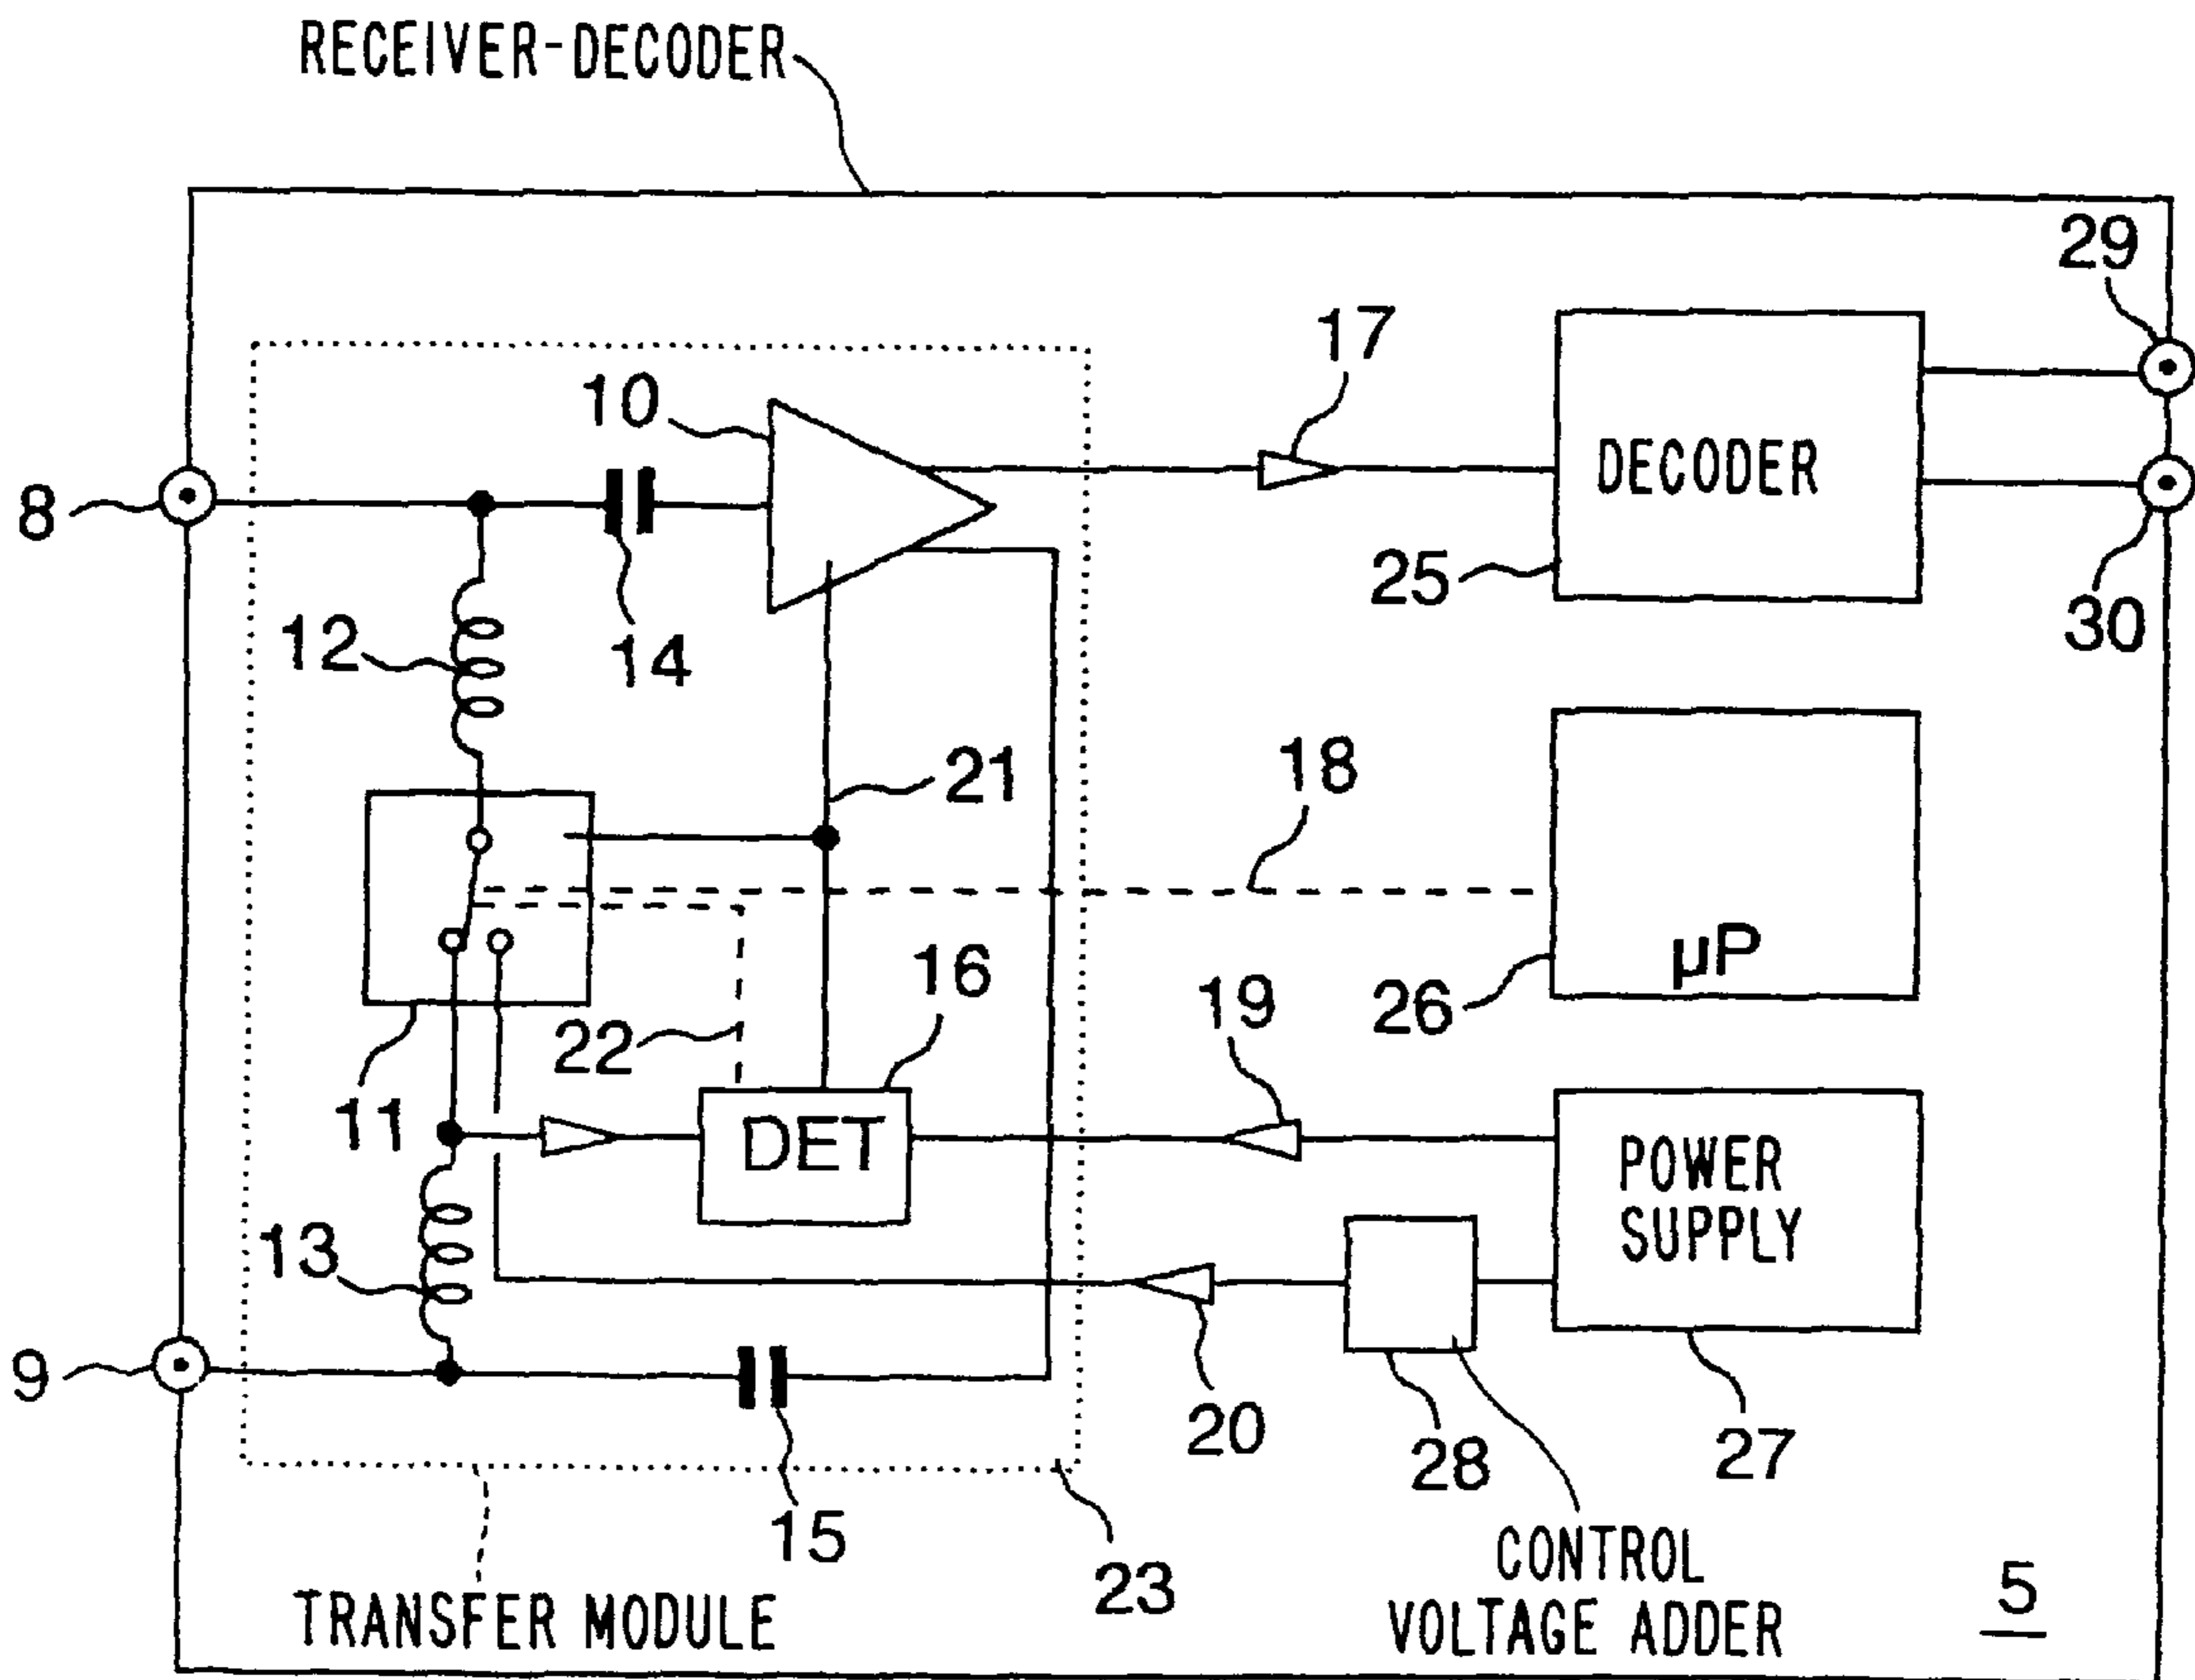 RECEIVER-DECODER
29
17
10
DECODER
8
25
30
12
14
21
18
16
µP
19
26
22
11
DET
POWER
SUPPLY
13
9
20
28
27
15
CONTROL
VOLTAGE ADDER
23
5
TRANSFER MODULE